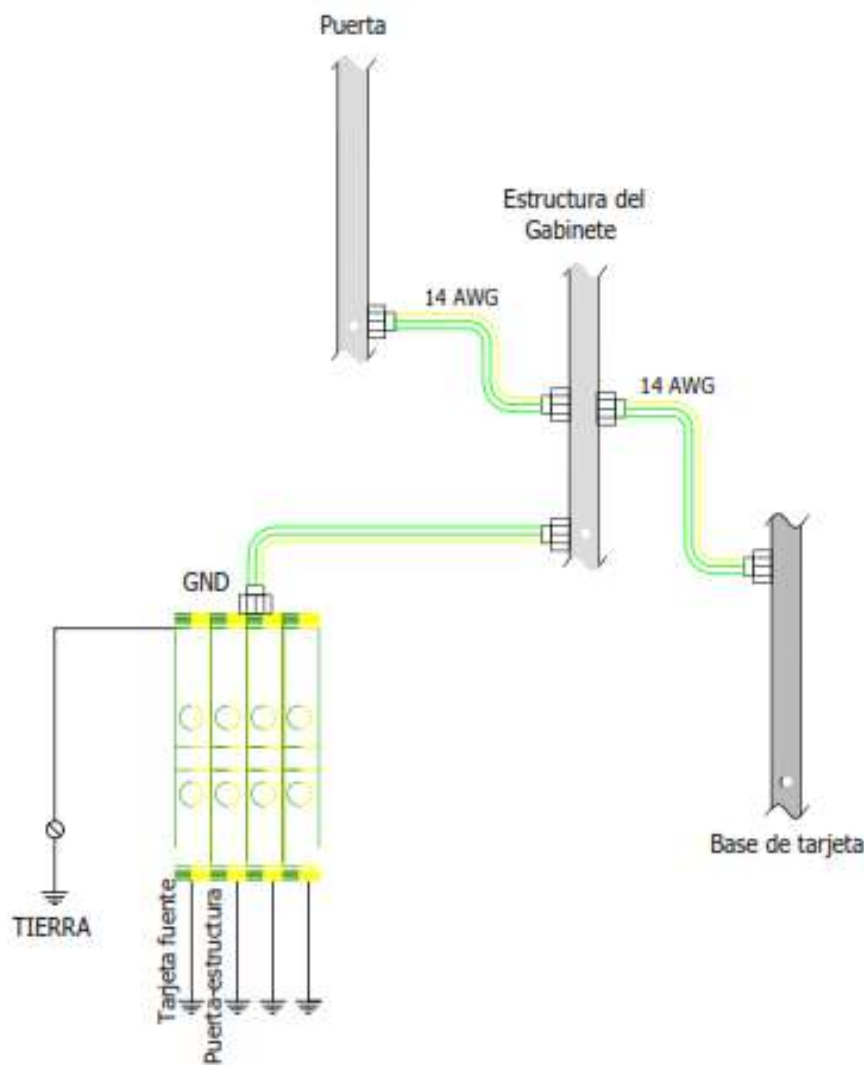 Puerta
Estructura del
Gabinete
14 AWG
14 AWG
GND
Base de tarjeta
TIERRA
Tarjeta fuente
Puerta-estructura